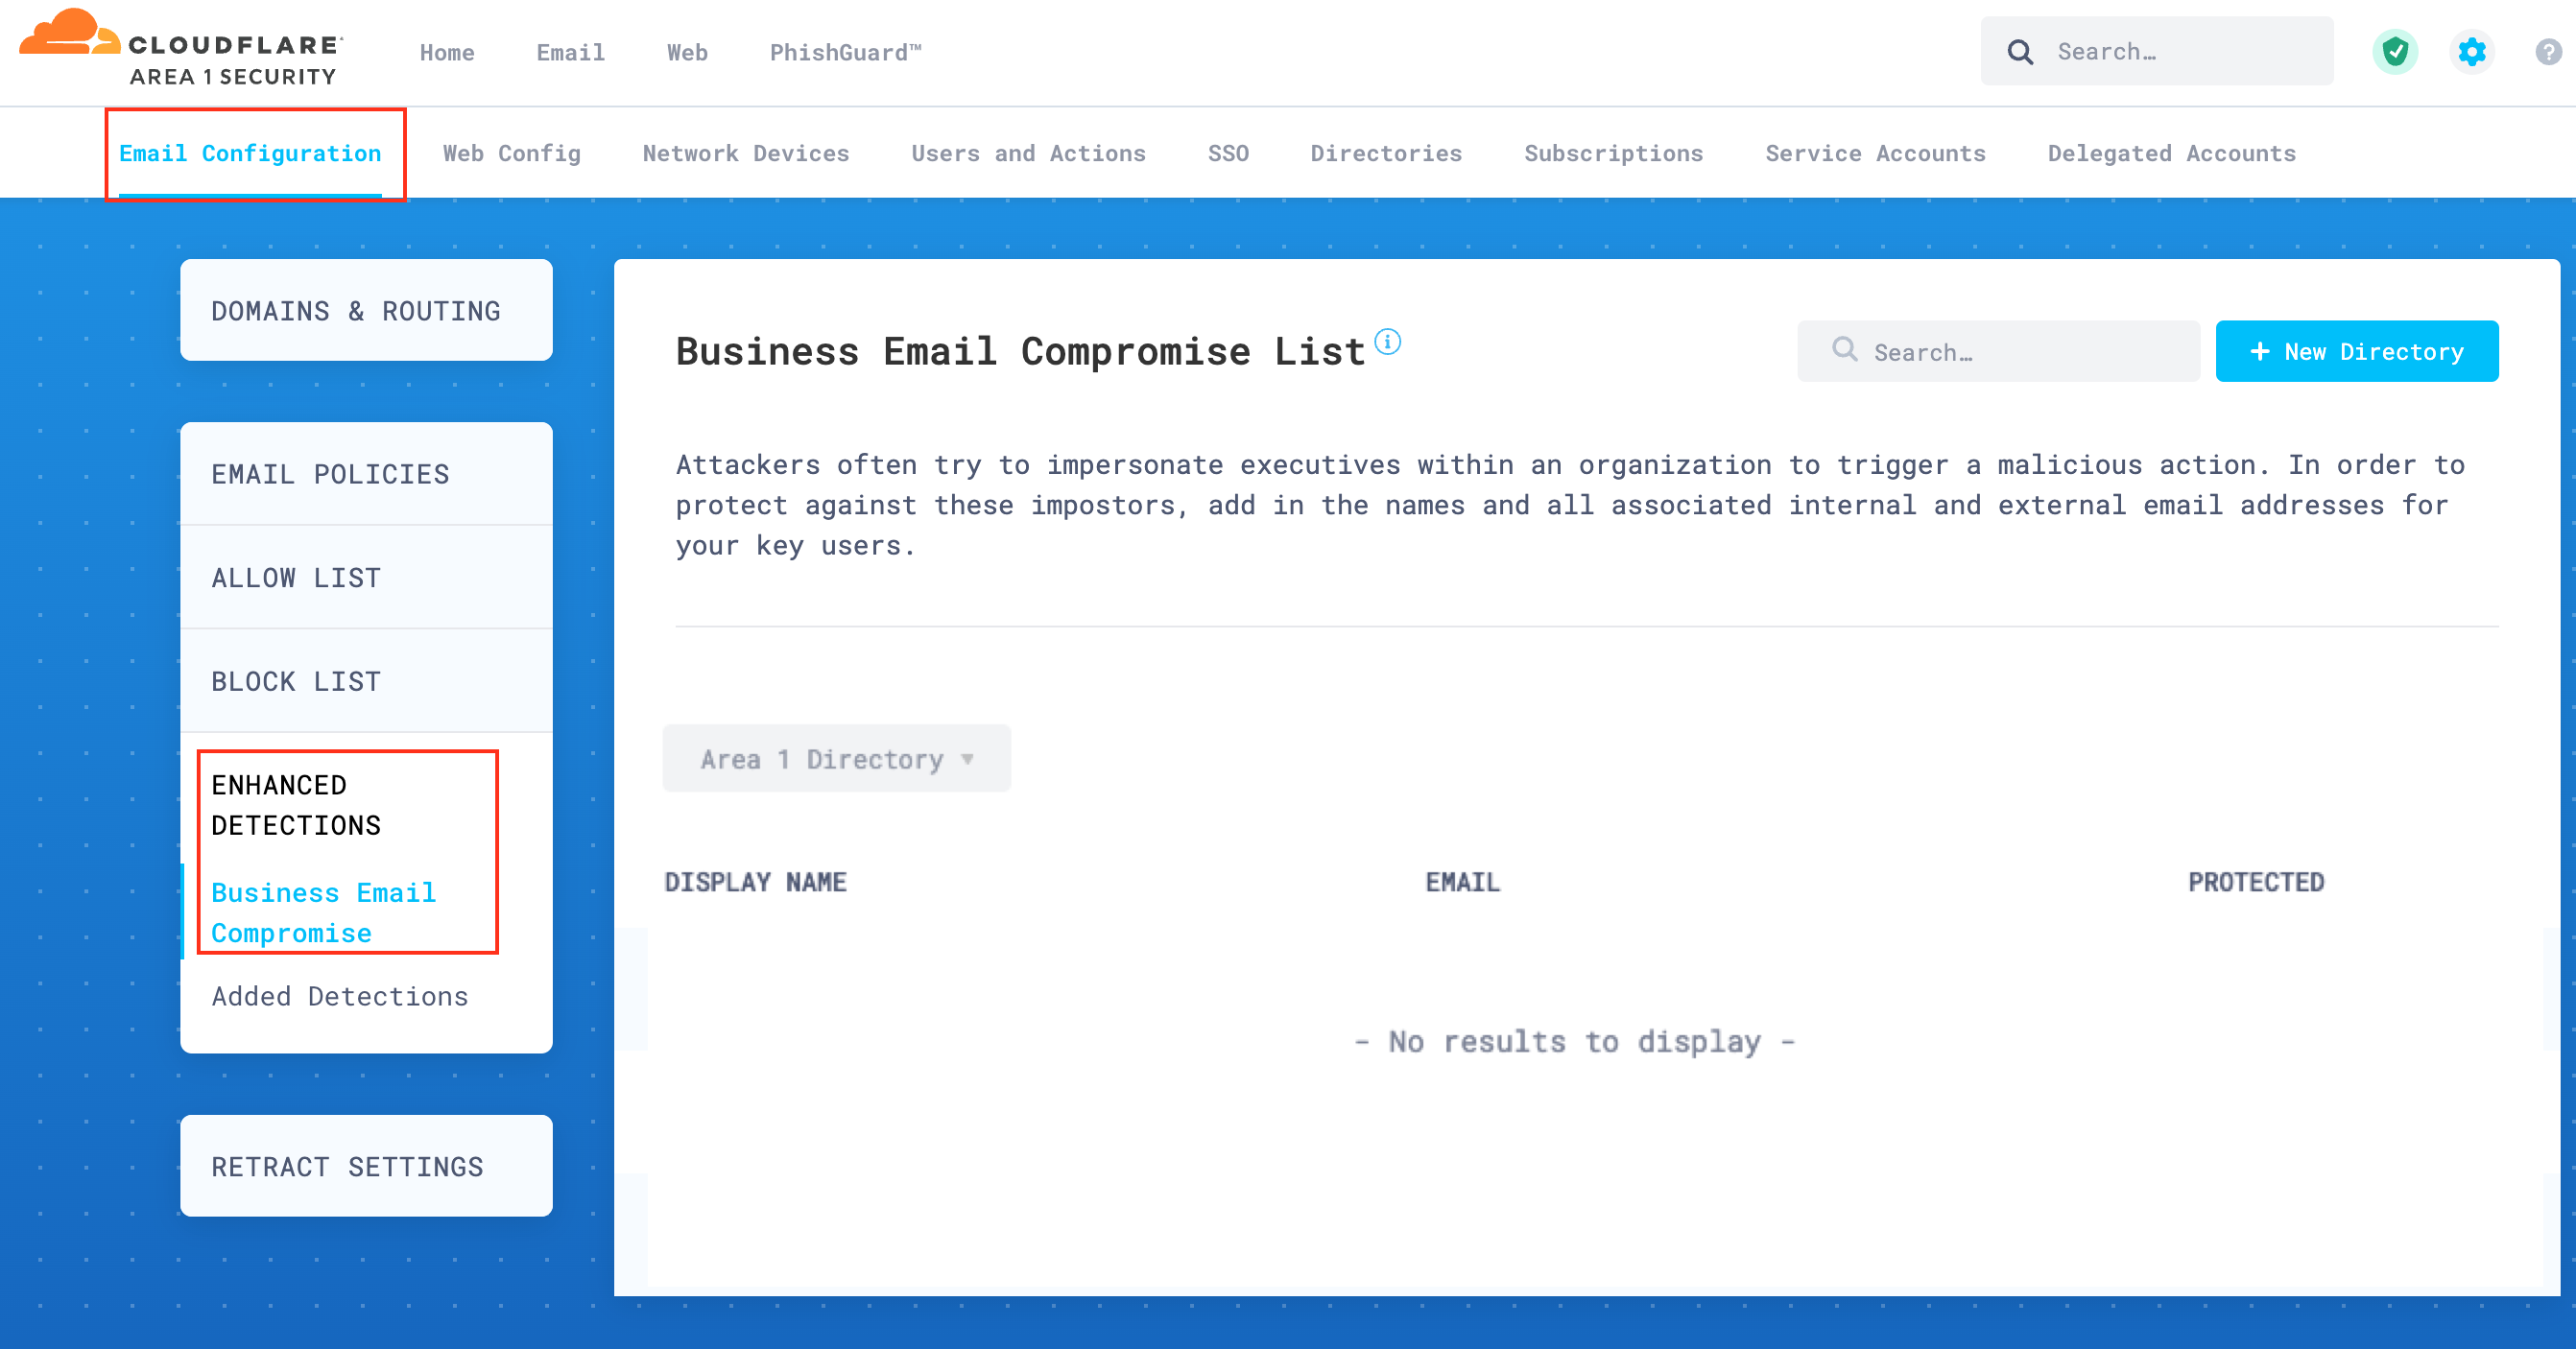 CLOUDFLARE
AREA 1 SECURITY
Home Email Web PhishGuard™
Search…
?
Email Configuration Web Config Network Devices Users and Actions SSO Directories Subscriptions Service Accounts Delegated Accounts
DOMAINS & ROUTING
EMAIL POLICIES
ALLOW LIST
BLOCK LIST
ENHANCED
DETECTIONS
Business Email
Compromise
Added Detections
RETRACT SETTINGS
Business Email Compromise List i
Search…
+ New Directory
Attackers often try to impersonate executives within an organization to trigger a malicious action. In order to
protect against these impostors, add in the names and all associated internal and external email addresses for
your key users.
Area 1 Directory ▼
DISPLAY NAME EMAIL PROTECTED
- No results to display -